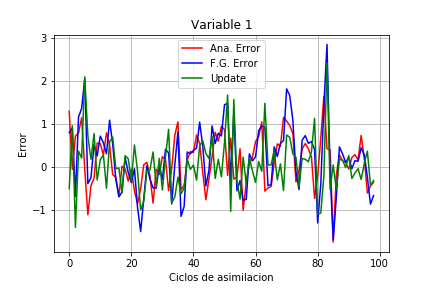 Variable 1
Ana. Error
F.G. Error
Update
Error
3
2
1
0
−1
0
20
40
60
80
100
Ciclos de asimilacion